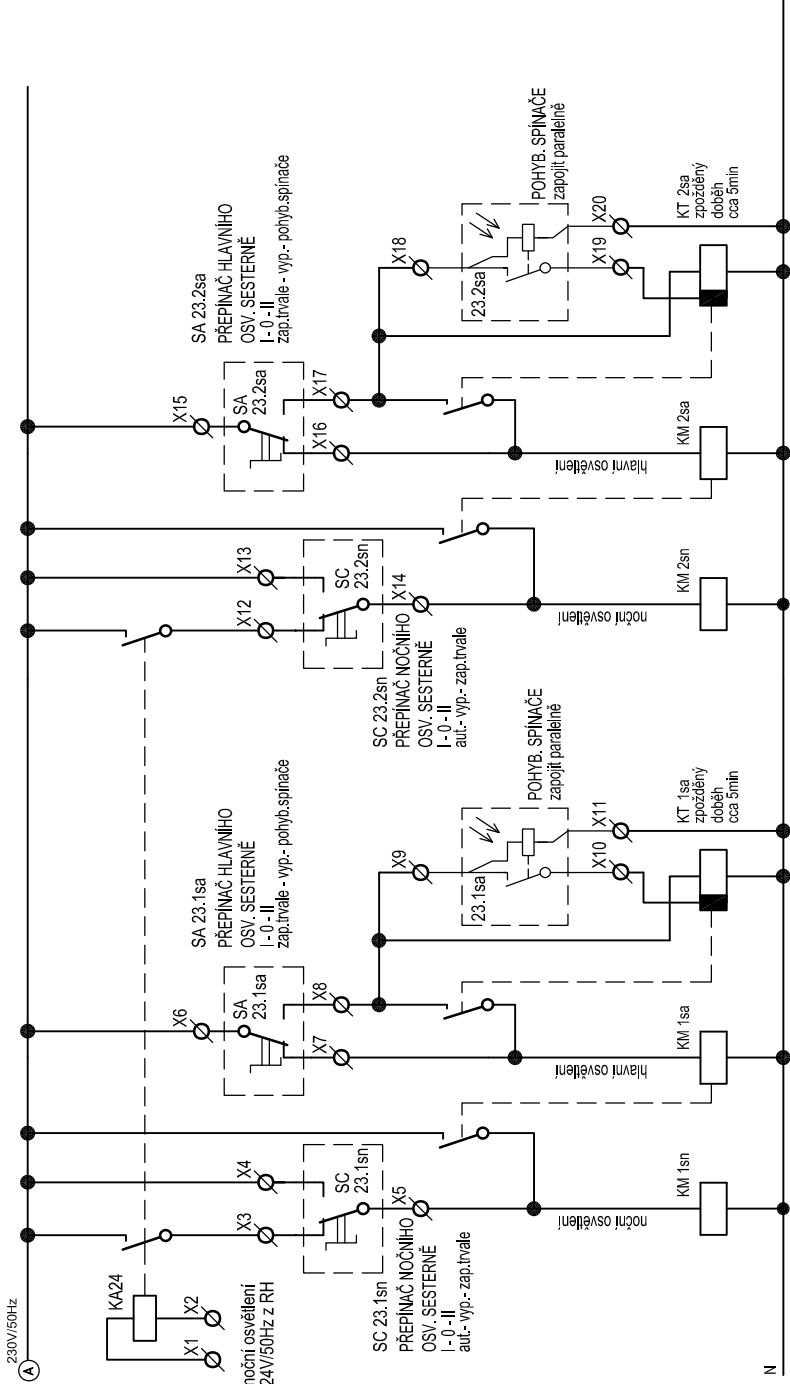 230V/50Hz
A
KA24
X1
X2
noční osvětlení
24V/50Hz z RH
X3
X4
SC
23.1sn
X5
SC 23.1sn
PŘEPÍNAČ NOČNÍHO
OSV. SESTERNĚ
I - 0 - II
aut.- vyp.- zap.trvale
noční osvětlení
KM 1sn
X6
SA
23.1sa
X7
X8
SA 23.1sa
PŘEPÍNAČ HLAVNÍHO
OSV. SESTERNĚ
I - 0 - II
zap.trvale - vyp.- pohyb.spínače
hlavní osvětlení
KM 1sa
X9
23.1sa
POHYB. SPÍNAČE
zapojit paralelně
X10
X11
KT 1sa
zpožděný
doběh
cca 5min
X12
X13
SC
23.2sn
X14
SC 23.2sn
PŘEPÍNAČ NOČNÍHO
OSV. SESTERNĚ
I - 0 - II
aut.- vyp.- zap.trvale
noční osvětlení
KM 2sn
X15
SA
23.2sa
X16
X17
SA 23.2sa
PŘEPÍNAČ HLAVNÍHO
OSV. SESTERNĚ
I - 0 - II
zap.trvale - vyp.- pohyb.spínače
hlavní osvětlení
KM 2sa
X18
23.2sa
POHYB. SPÍNAČE
zapojit paralelně
X19
X20
KT 2sa
zpožděný
doběh
cca 5min
N